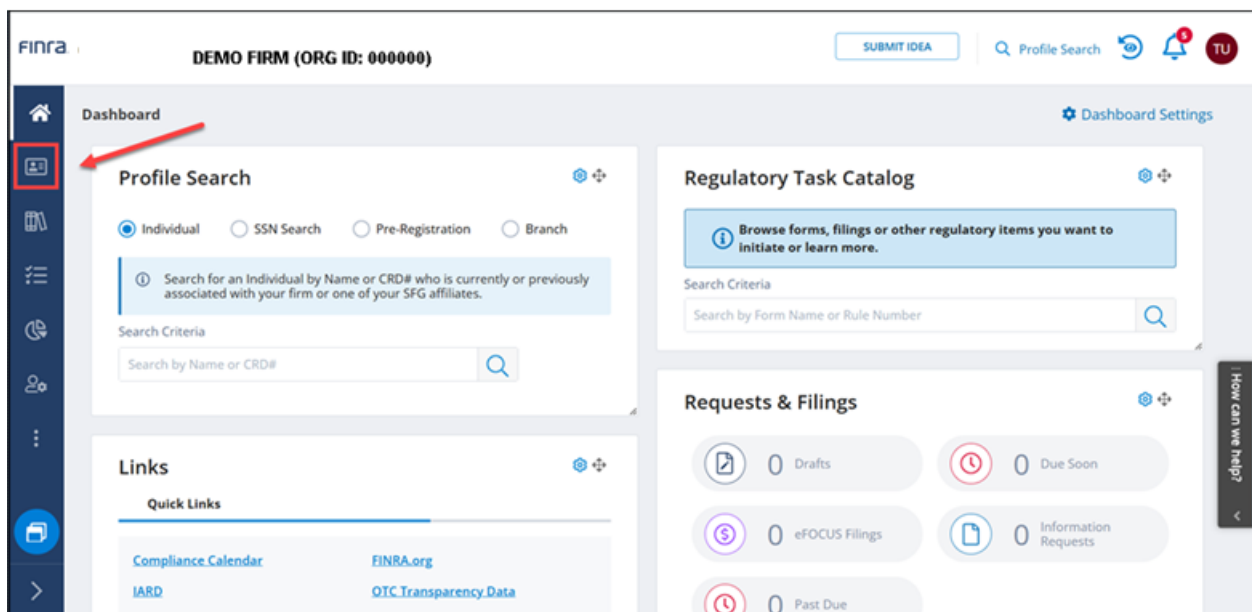 FINRA
DEMO FIRM (ORG ID: 000000)
SUBMIT IDEA
Profile Search
5
TU
Dashboard
Dashboard Settings
Profile Search
Individual
SSN Search
Pre-Registration
Branch
Search for an Individual by Name or CRD# who is currently or previously
associated with your firm or one of your SFG affiliates.
Search Criteria
Search by Name or CRD#
Links
Quick Links
Compliance Calendar
FINRA.org
IARD
OTC Transparency Data
Regulatory Task Catalog
Browse forms, filings or other regulatory items you want to
initiate or learn more.
Search Criteria
Search by Form Name or Rule Number
Requests & Filings
0 Drafts
0 Due Soon
0 eFOCUS Filings
0 Information
Requests
0 Past Due
How can we help?